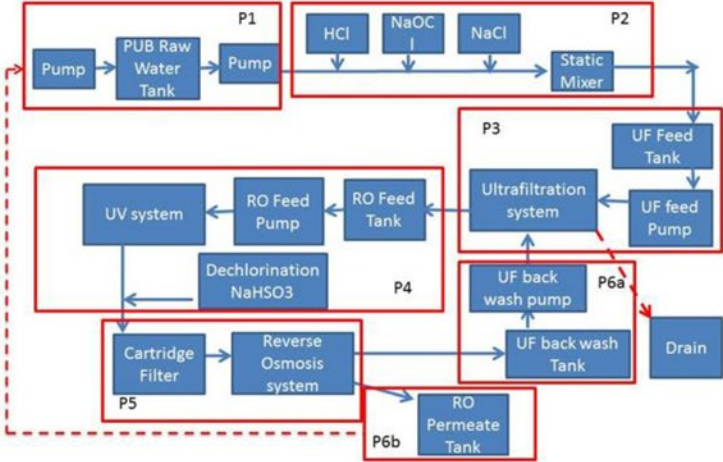 P1
Pump
PUB Raw
Water
Tank
Pump
P2
HCl
NaOC
l
NaCl
Static
Mixer
P3
UF Feed
Tank
UF feed
Pump
Ultrafiltration
system
P4
RO Feed
Tank
RO Feed
Pump
UV system
Dechlorination
NaHSO3
P5
Cartridge
Filter
Reverse
Osmosis
system
P6a
UF back
wash pump
UF back wash
Tank
Drain
P6b
RO
Permeate
Tank